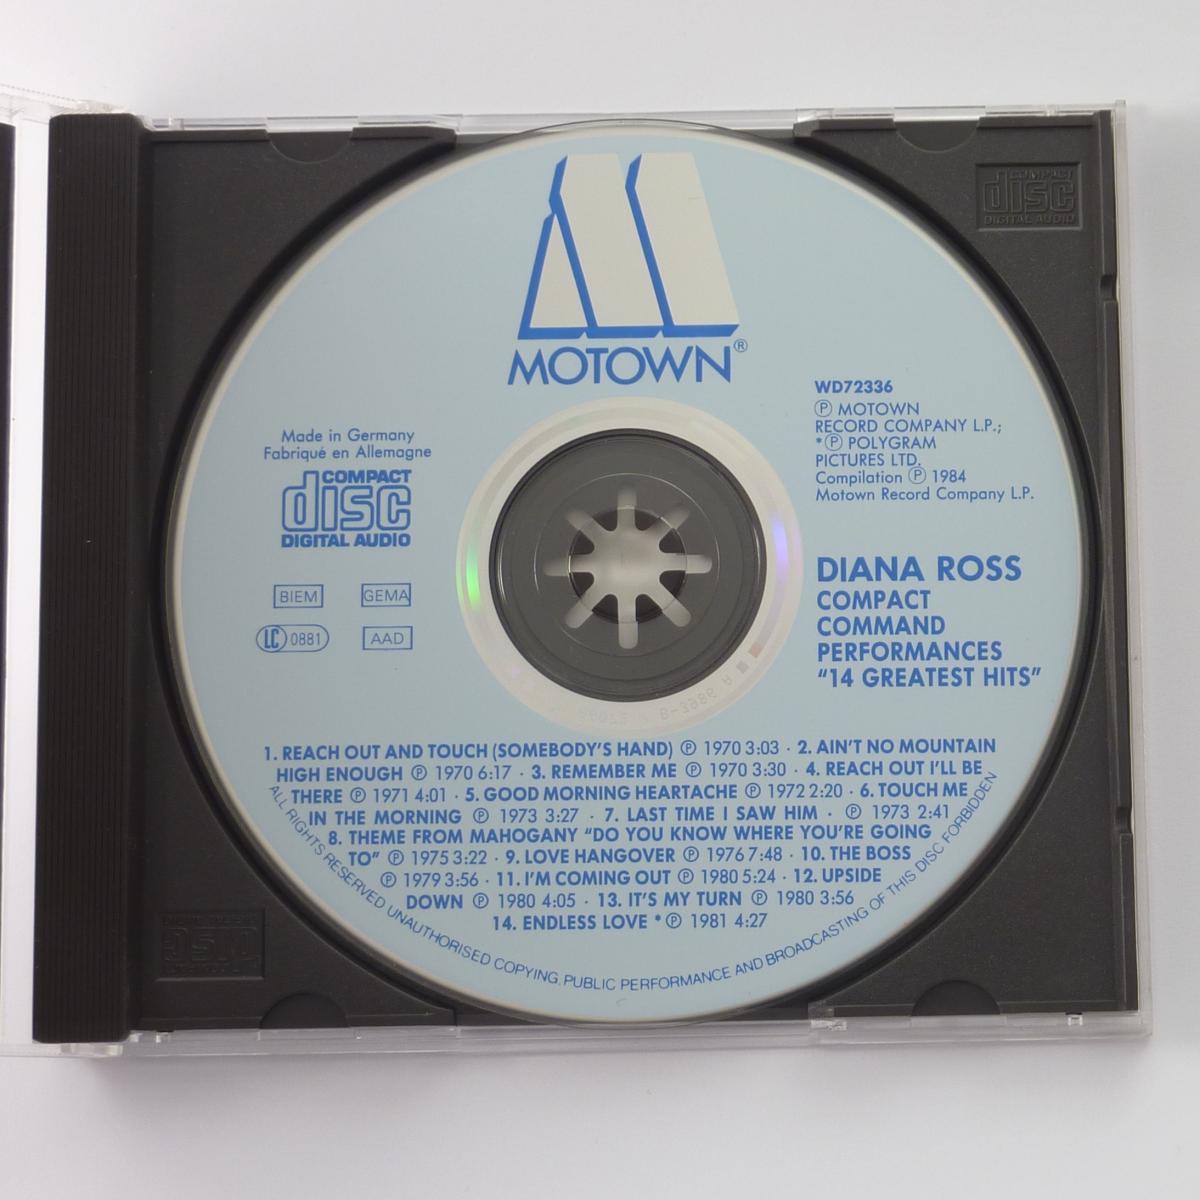 MOTOWN®
WD72336
Ⓟ MOTOWN
RECORD COMPANY L.P.;
*Ⓟ POLYGRAM
PICTURES LTD.
Compilation Ⓟ 1984
Motown Record Company L.P.
Made in Germany
Fabriqué en Allemagne
COMPACT
disc
DIGITAL AUDIO
BIEM GEMA
LC 0881 AAD
DIANA ROSS
COMPACT
COMMAND
PERFORMANCES
“14 GREATEST HITS”
1. REACH OUT AND TOUCH (SOMEBODY'S HAND) Ⓟ 1970 3:03 · 2. AIN'T NO MOUNTAIN
HIGH ENOUGH Ⓟ 1970 6:17 · 3. REMEMBER ME Ⓟ 1970 3:30 · 4. REACH OUT I'LL BE
THERE Ⓟ 1971 4:01 · 5. GOOD MORNING HEARTACHE Ⓟ 1972 2:20 · 6. TOUCH ME
IN THE MORNING Ⓟ 1973 3:27 · 7. LAST TIME I SAW HIM · Ⓟ 1973 2:41
8. THEME FROM MAHOGANY “DO YOU KNOW WHERE YOU'RE GOING
TO” Ⓟ 1975 3:22 · 9. LOVE HANGOVER Ⓟ 1976 7:48 · 10. THE BOSS
Ⓟ 1979 3:56 · 11. I'M COMING OUT Ⓟ 1980 5:24 · 12. UPSIDE
DOWN Ⓟ 1980 4:05 · 13. IT'S MY TURN Ⓟ 1980 3:56
14. ENDLESS LOVE * Ⓟ 1981 4:27
ALL RIGHTS RESERVED UNAUTHORISED COPYING, PUBLIC PERFORMANCE AND BROADCASTING OF THIS DISC FORBIDDEN
COMPACT
disc
DIGITAL AUDIO